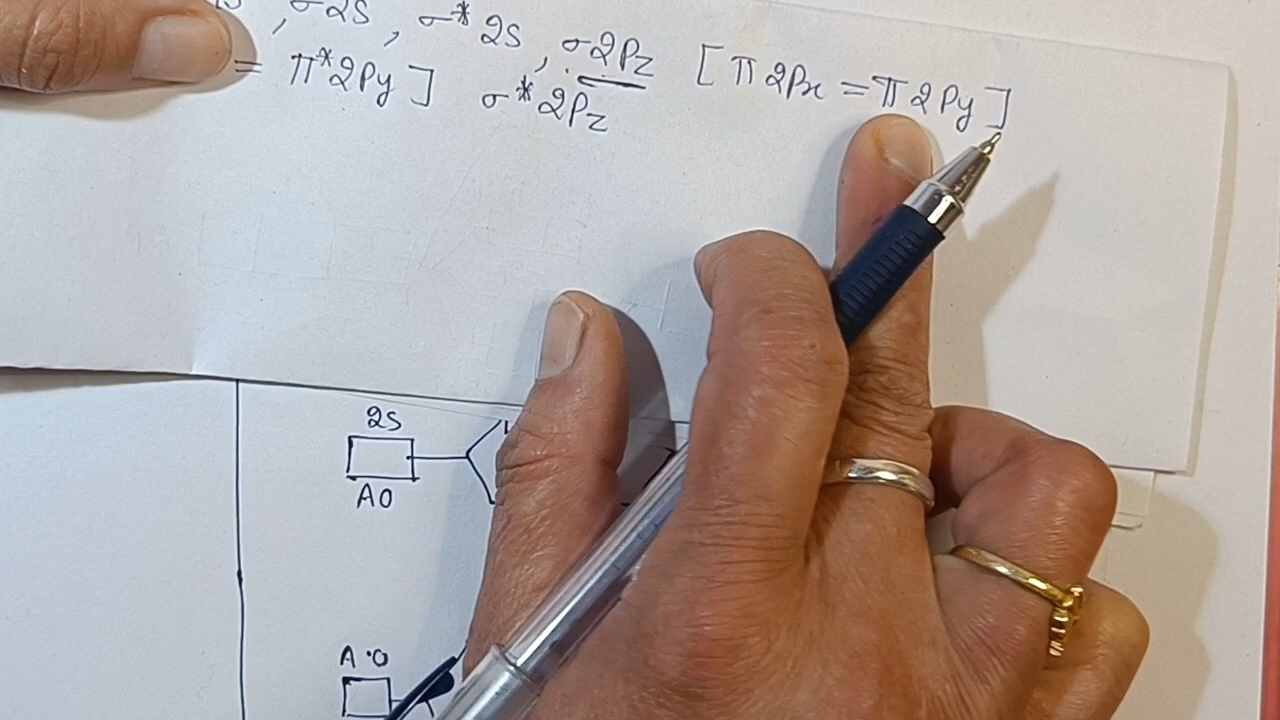 , σ2S, σ*2S, σ2Pz [π2Px = π2Py]
= π*2Py] σ*2Pz
2S
AO
A·O